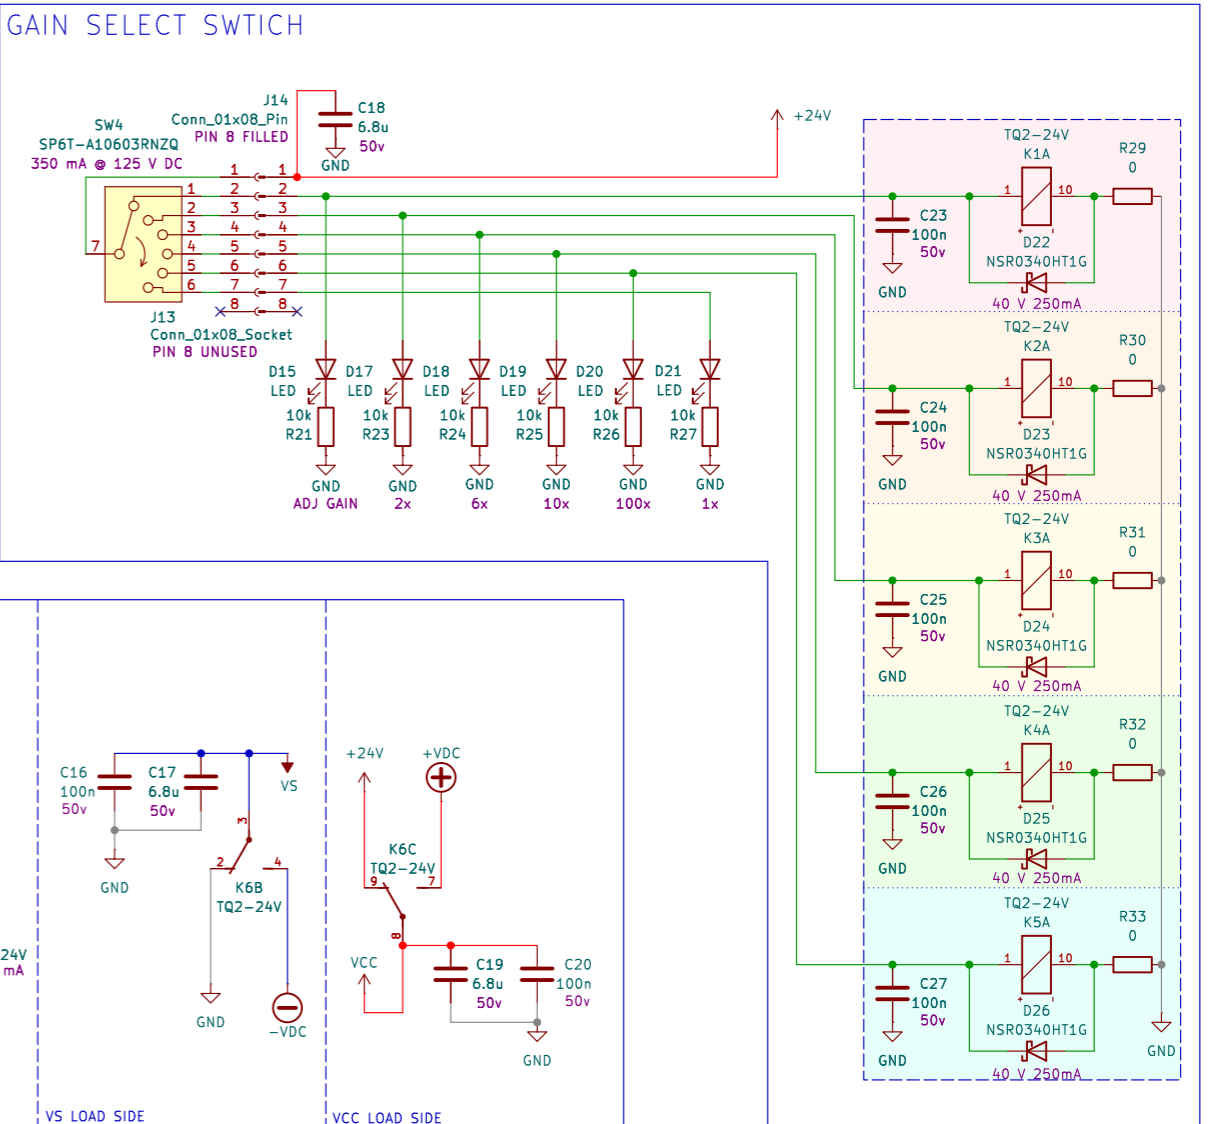 GAIN SELECT SWTICH
J14
Conn_01x08_Pin
PIN 8 FILLED
C18
6.8u
50v
GND
+24V
SW4
SP6T-A10603RNZQ
350 mA @ 125 V DC
1 1
2 2
3 3
4 4
5 5
6 6
7 7
8 8
7
1
2
3
4
5
6
J13
Conn_01x08_Socket
PIN 8 UNUSED
D15
LED
10k
R21
GND
ADJ GAIN
D17
LED
10k
R23
GND
2x
D18
LED
10k
R24
GND
6x
D19
LED
10k
R25
GND
10x
D20
LED
10k
R26
GND
100x
D21
LED
10k
R27
GND
1x
TQ2-24V
K1A
R29
0
1 10
+ -
C23
100n
50v
GND
D22
NSR0340HT1G
40 V 250mA
TQ2-24V
K2A
R30
0
1 10
+ -
C24
100n
50v
GND
D23
NSR0340HT1G
40 V 250mA
TQ2-24V
K3A
R31
0
1 10
+ -
C25
100n
50v
GND
D24
NSR0340HT1G
40 V 250mA
TQ2-24V
K4A
R32
0
1 10
+ -
C26
100n
50v
GND
D25
NSR0340HT1G
40 V 250mA
TQ2-24V
K5A
R33
0
1 10
+ -
C27
100n
50v
GND
D26
NSR0340HT1G
40 V 250mA
GND
24V
mA
C16
100n
50v
GND
C17
6.8u
50v
VS
3
2 4
K6B
TQ2-24V
GND
-VDC
VS LOAD SIDE
+24V
+VDC
K6C
TQ2-24V
9 7
8
VCC
C19
6.8u
50v
C20
100n
50v
GND
VCC LOAD SIDE